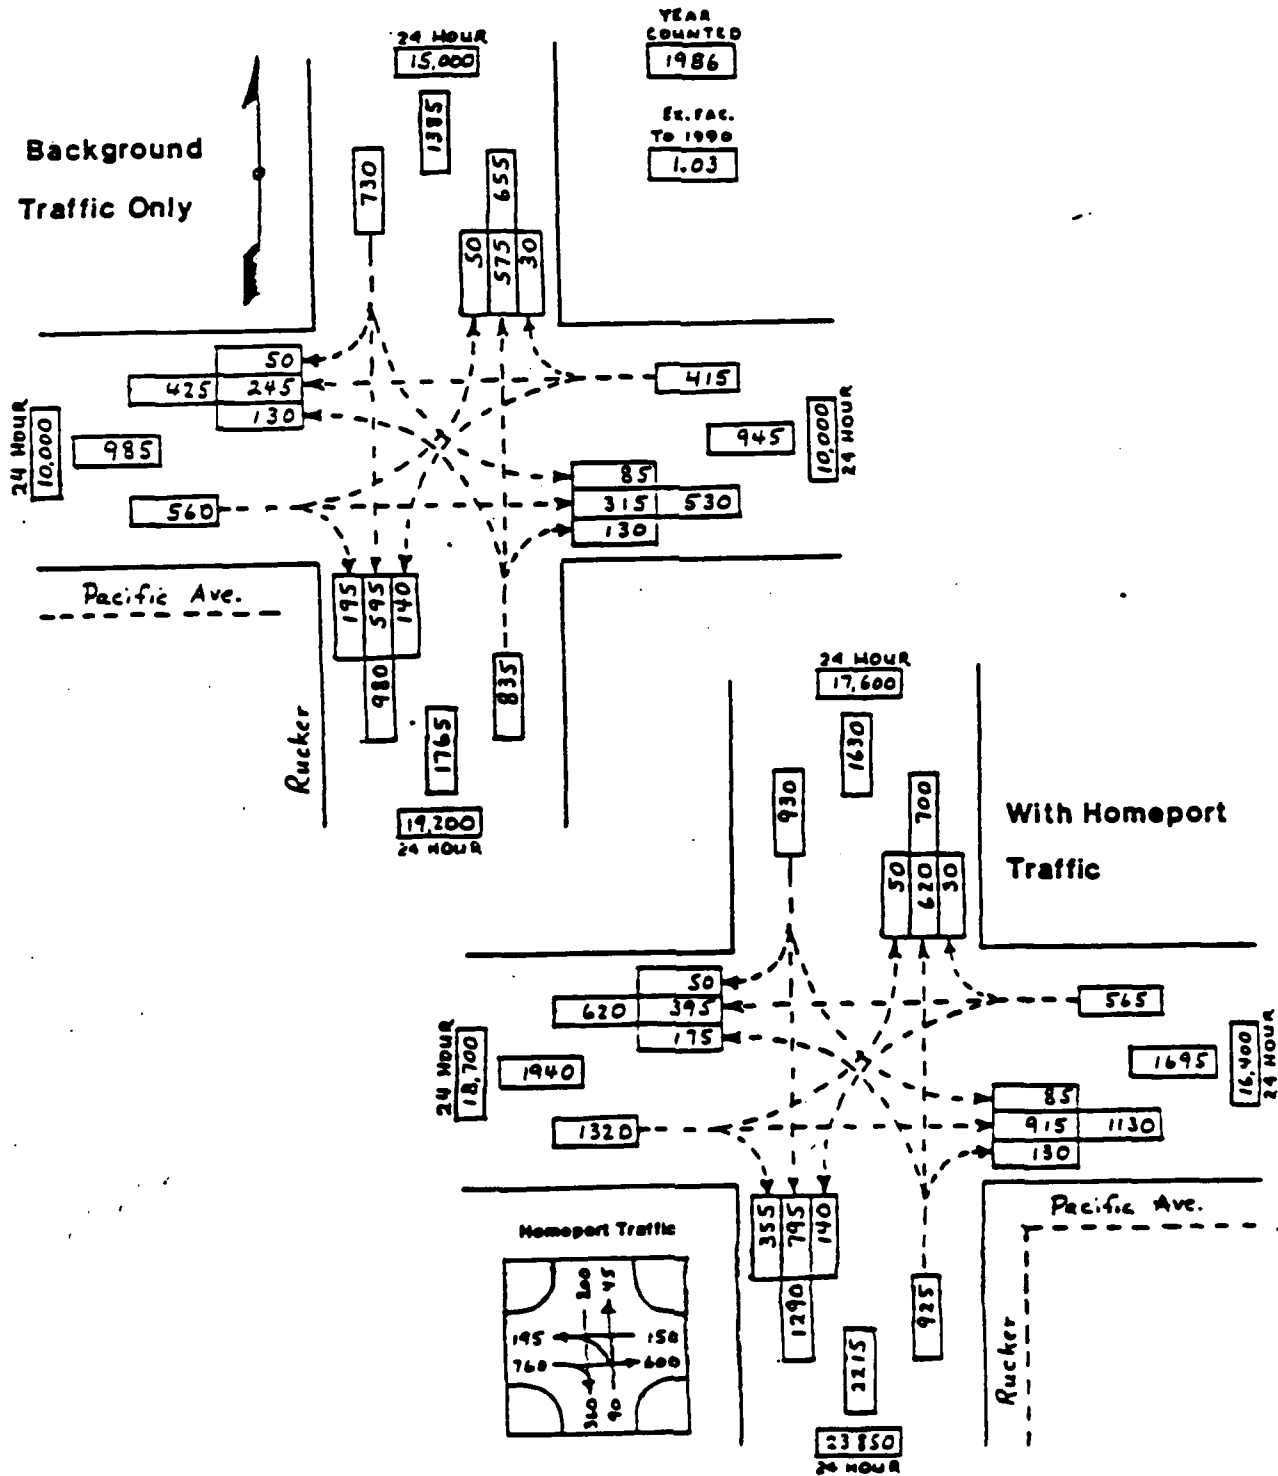 24 HOUR
15,000
YEAR
COUNTED
1986
EX. FAC.
TO 1990
1.03
Background
Traffic Only
1385
730
655
50 575 30
50
425 245
130
415
24 HOUR
10,000
985
945
10,000
24 HOUR
560
85
315 530
130
Pacific Ave.
195 595 140
980
835
Rucker
1765
19,200
24 HOUR
24 HOUR
17,600
1630
930
700
50 620 30
With Homeport
Traffic
50
620 395
175
565
24 HOUR
18,700
1940
1695
16,400
24 HOUR
1320
85
915 1130
130
Pacific Ave.
355 795 140
1290
925
Rucker
2215
23850
24 HOUR
Homeport Traffic
200 45
195 150
760 600
360 90